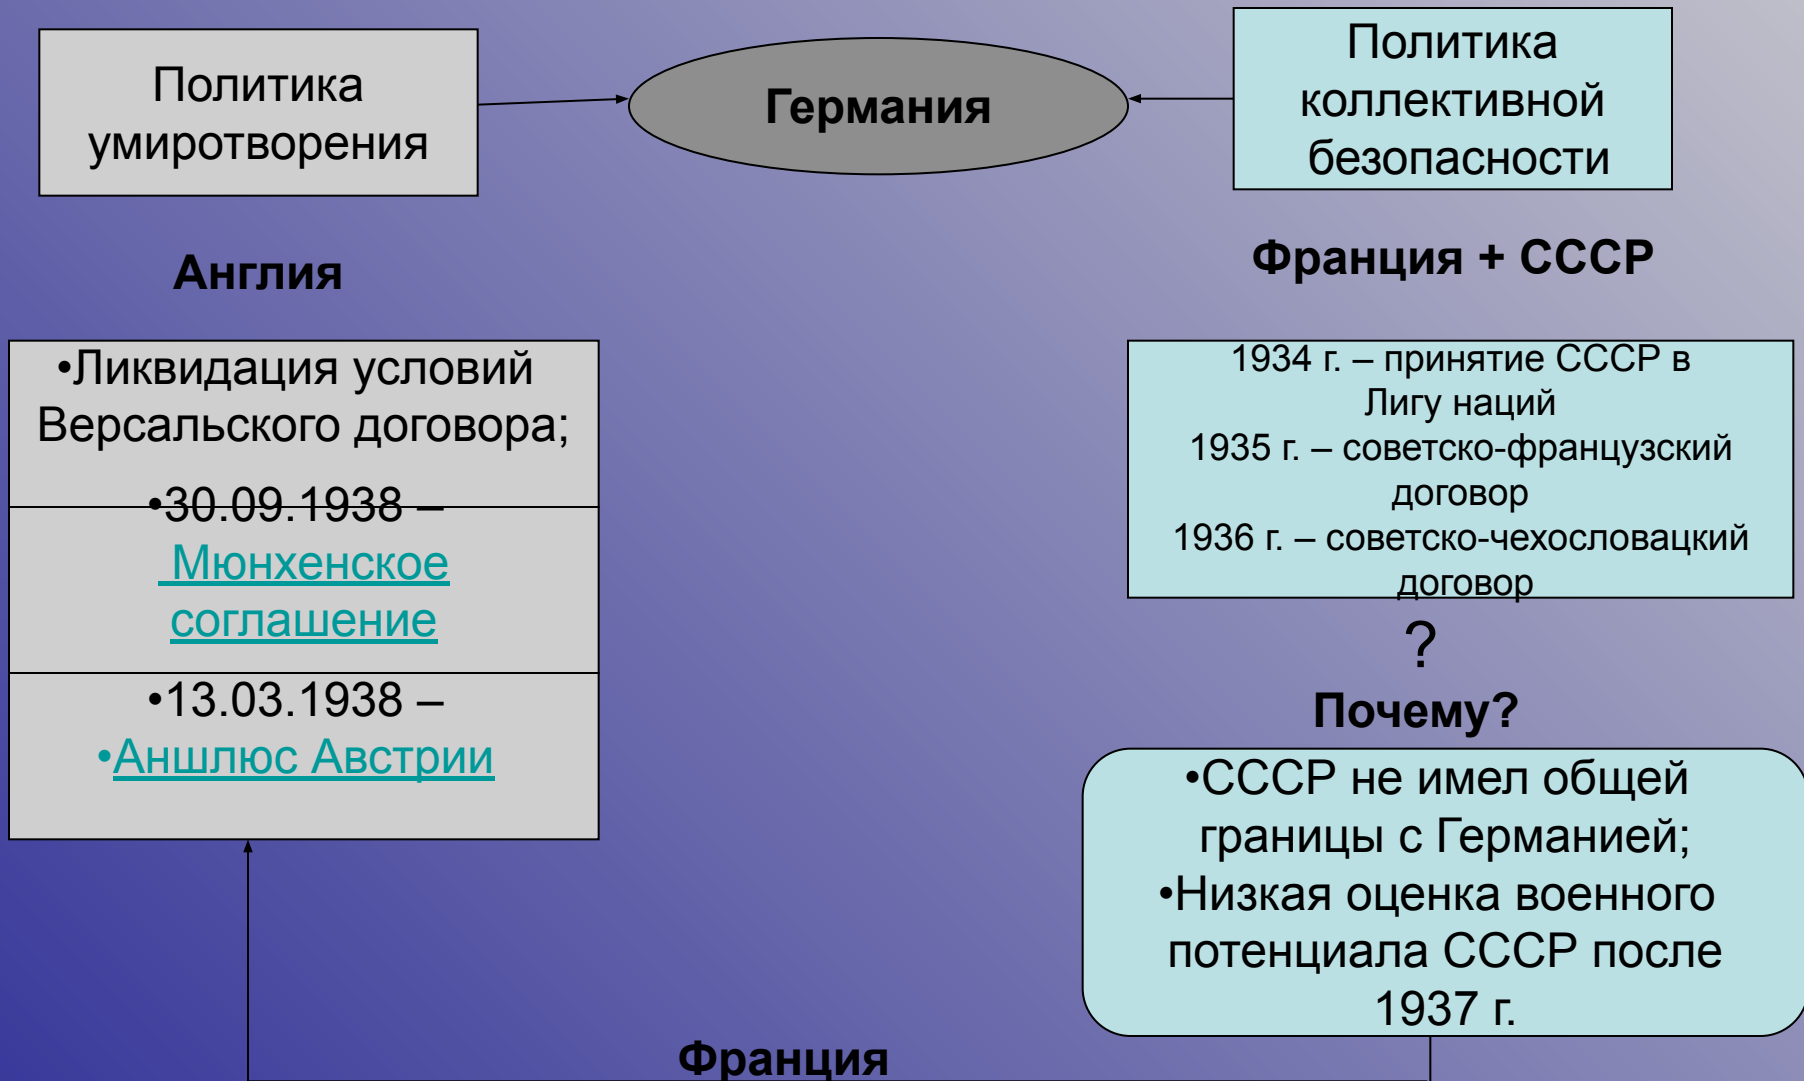 Политика
умиротворения
Германия
Политика
коллективной
безопасности
Англия
Франция + СССР
•Ликвидация условий
Версальского договора;
•30.09.1938 –
Мюнхенское
соглашение
•13.03.1938 –
•Аншлюс Австрии
1934 г. – принятие СССР в
Лигу наций
1935 г. – советско-французский
договор
1936 г. – советско-чехословацкий
договор
?
Почему?
•СССР не имел общей
границы с Германией;
•Низкая оценка военного
потенциала СССР после
1937 г.
Франция